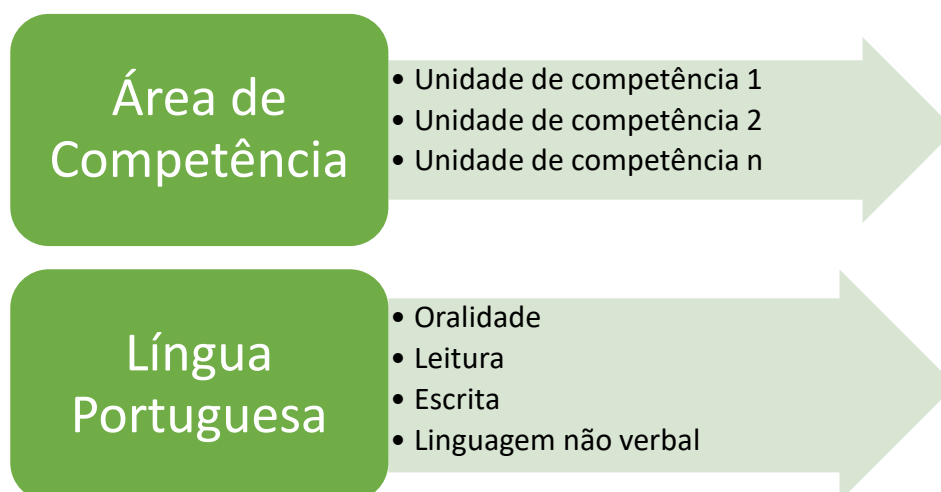 Área de
Competência
• Unidade de competência 1
• Unidade de competência 2
• Unidade de competência n
Língua
Portuguesa
• Oralidade
• Leitura
• Escrita
• Linguagem não verbal